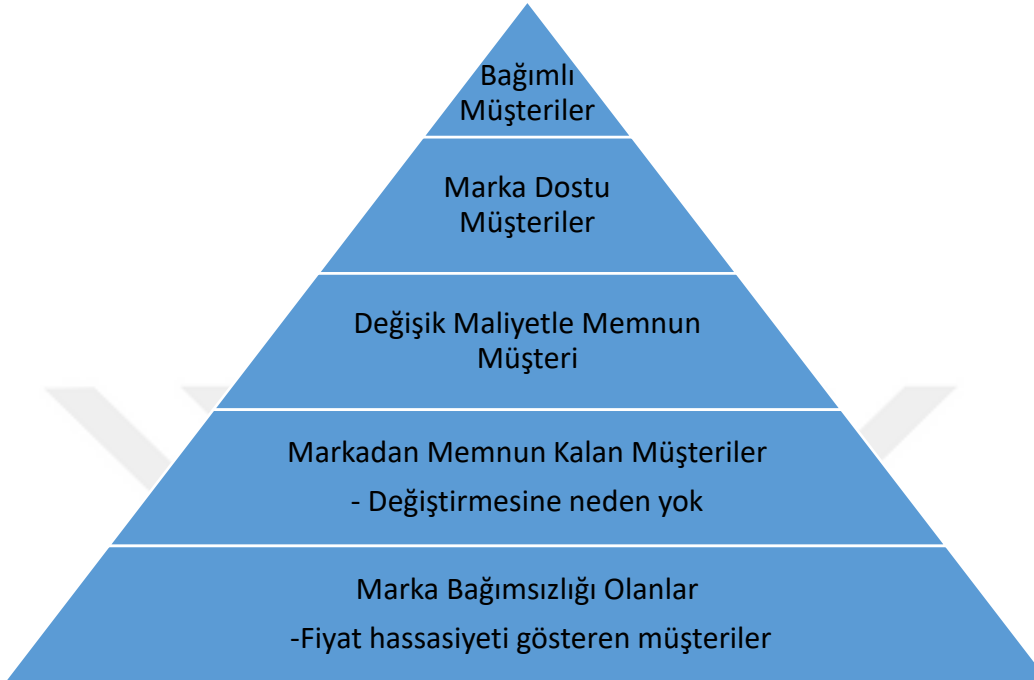 Bağımlı
Müşteriler
Marka Dostu
Müşteriler
Değişik Maliyetle Memnun
Müşteri
Markadan Memnun Kalan Müşteriler
- Değiştirmesine neden yok
Marka Bağımsızlığı Olanlar
-Fiyat hassasiyeti gösteren müşteriler